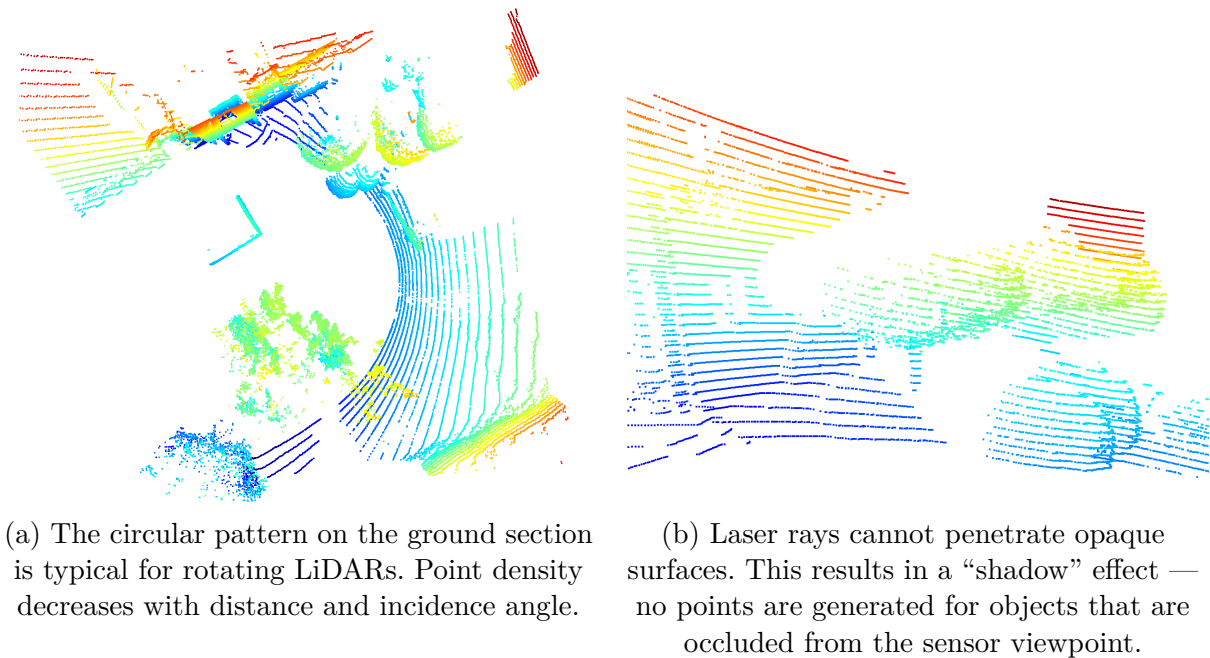 (a) The circular pattern on the ground section
is typical for rotating LiDARs. Point density
decreases with distance and incidence angle.
(b) Laser rays cannot penetrate opaque
surfaces. This results in a “shadow” effect —
no points are generated for objects that are
occluded from the sensor viewpoint.